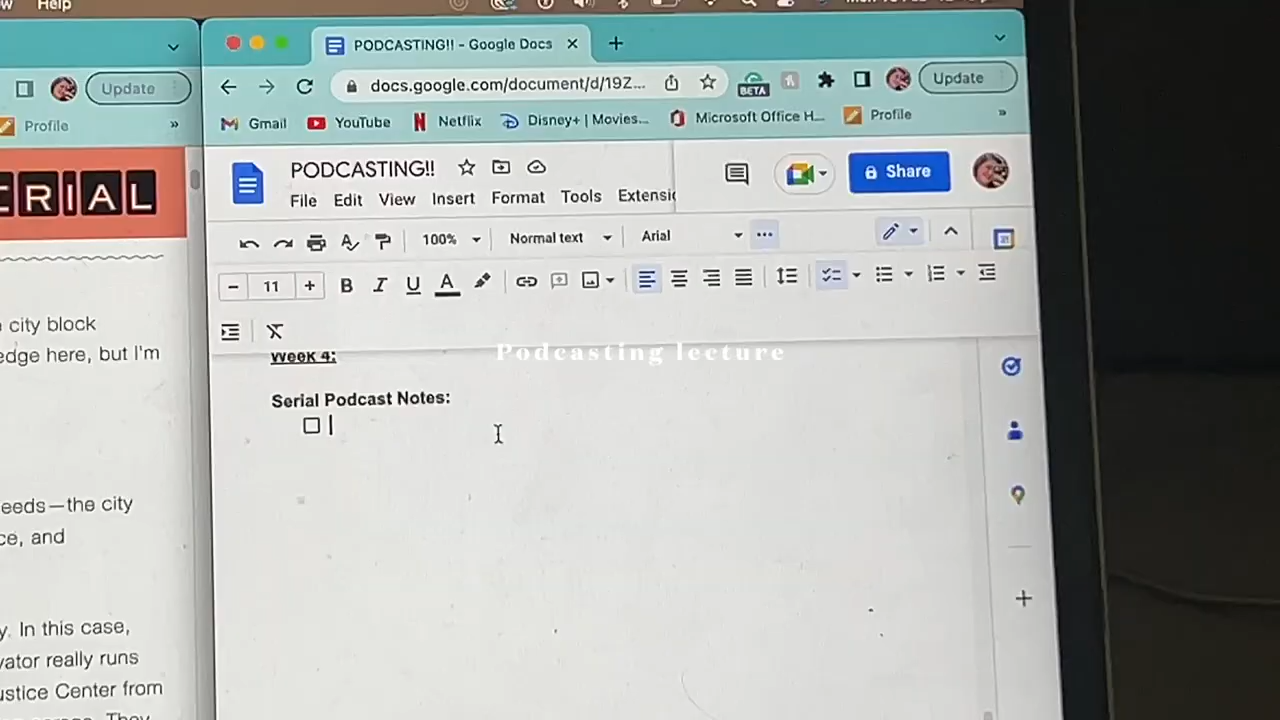 Help
PODCASTING!! - Google Docs
Update
docs.google.com/document/d/19Z...
BETA
Update
Profile
»
Gmail
YouTube
Netflix
Disney+ | Movies...
Microsoft Office H...
Profile
»
RIAL
PODCASTING!!
Share
File Edit View Insert Format Tools
100%
Normal text
Arial
11
B I U A
Week 4:
Podcasting lecture
Serial Podcast Notes:
city block
edge here, but I'm
eeds—the city
ce, and
y. In this case,
vator really runs
ustice Center from
They